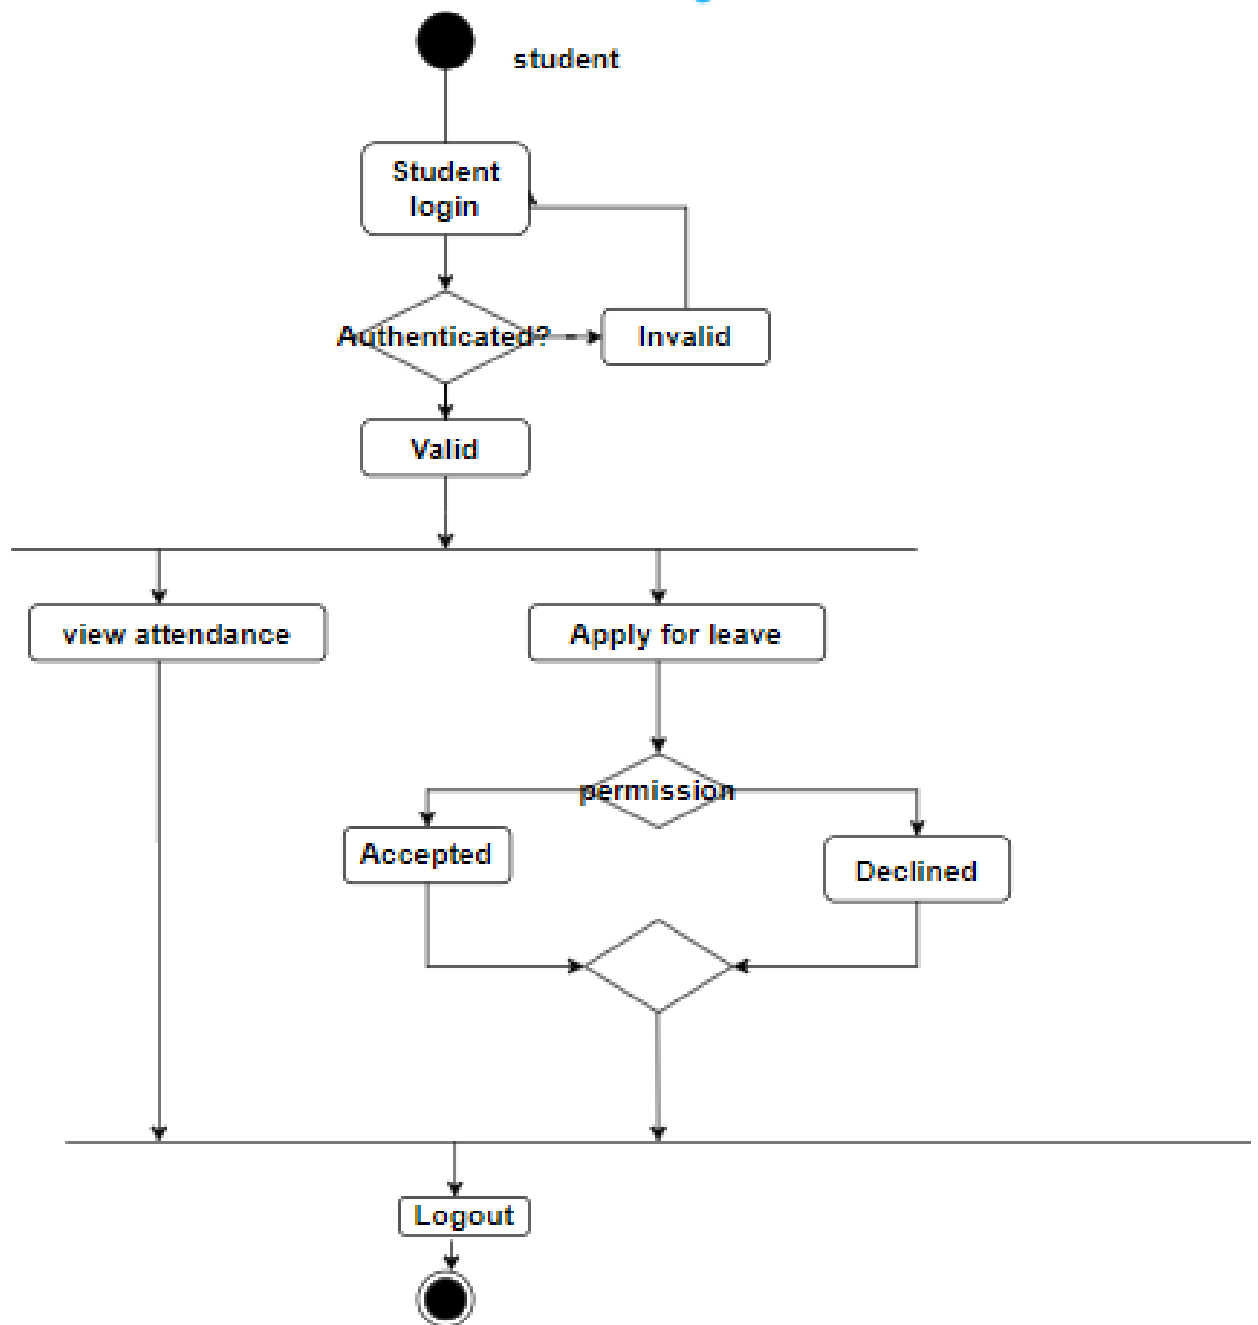 student
Student
login
Authenticated?
Invalid
Valid
view attendance
Apply for leave
permission
Accepted
Declined
Logout